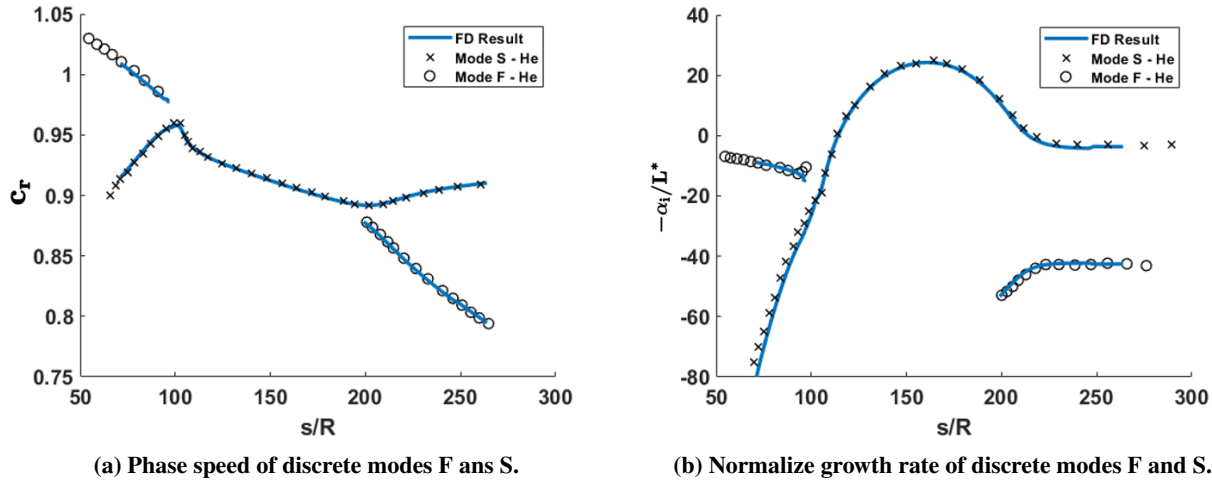 1.05
1
0.95
0.9
0.85
0.8
0.75
50 100 150 200 250 300
c_r
s/R
FD Result
Mode S - He
Mode F - He
(a) Phase speed of discrete modes F ans S.
40
20
0
-20
-40
-60
-80
50 100 150 200 250 300
-α_i/L*
s/R
FD Result
Mode S - He
Mode F - He
(b) Normalize growth rate of discrete modes F and S.